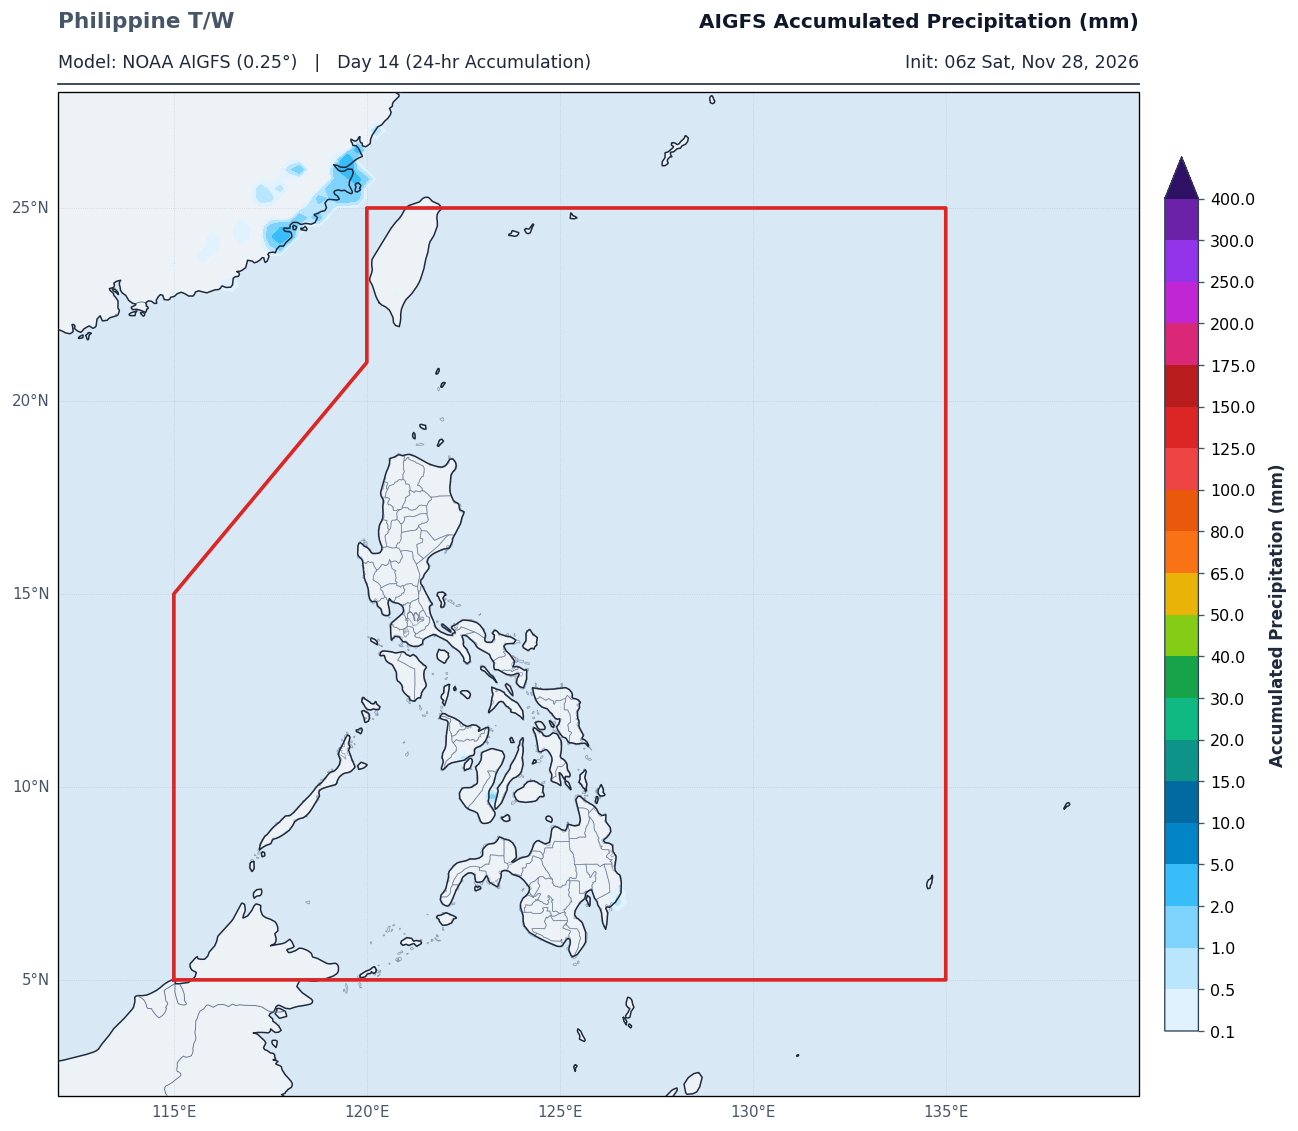 Philippine T/W
AIGFS Accumulated Precipitation (mm)
Model: NOAA AIGFS (0.25°) | Day 14 (24-hr Accumulation)
Init: 06z Sat, Nov 28, 2026
25°N
20°N
15°N
10°N
5°N
115°E
120°E
125°E
130°E
135°E
400.0
300.0
250.0
200.0
175.0
150.0
125.0
100.0
80.0
65.0
50.0
40.0
30.0
20.0
15.0
10.0
5.0
2.0
1.0
0.5
0.1
Accumulated Precipitation (mm)